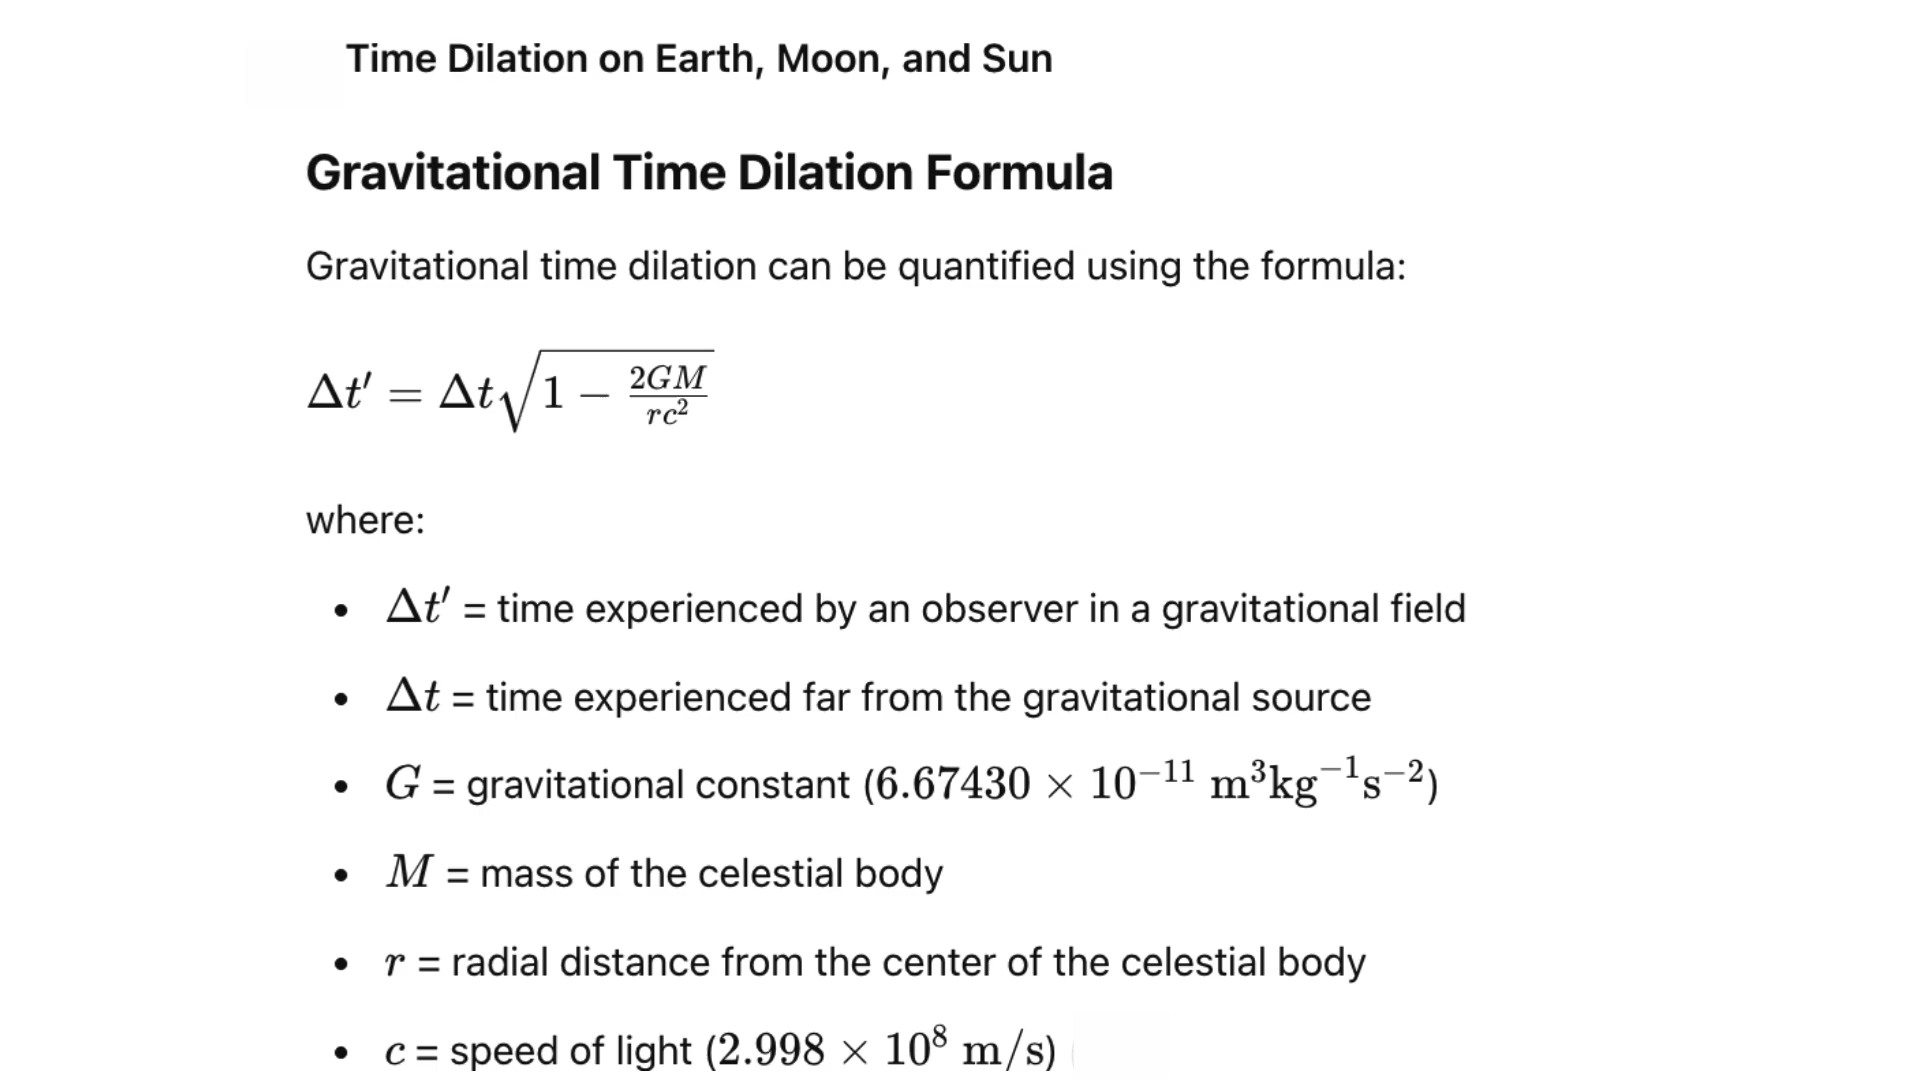 Time Dilation on Earth, Moon, and Sun
Gravitational Time Dilation Formula
Gravitational time dilation can be quantified using the formula:
Δt′ = Δt√(1 − 2GM/rc²)
where:
• Δt′ = time experienced by an observer in a gravitational field
• Δt = time experienced far from the gravitational source
• G = gravitational constant (6.67430 × 10⁻¹¹ m³kg⁻¹s⁻²)
• M = mass of the celestial body
• r = radial distance from the center of the celestial body
• c = speed of light (2.998 × 10⁸ m/s)